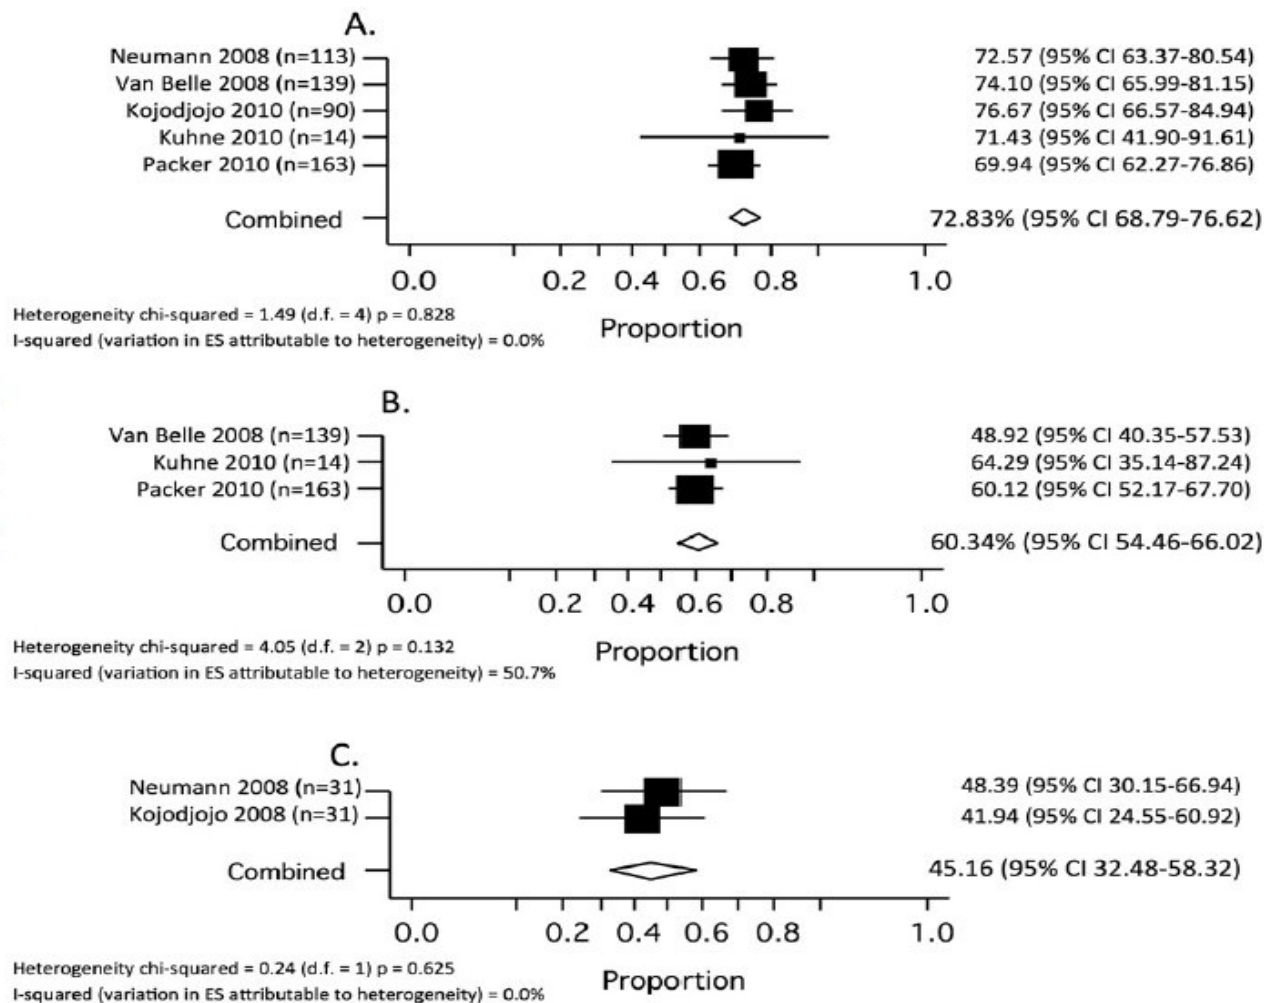 A.
Neumann 2008 (n=113) 72.57 (95% CI 63.37-80.54)
Van Belle 2008 (n=139) 74.10 (95% CI 65.99-81.15)
Kojodjojo 2010 (n=90) 76.67 (95% CI 66.57-84.94)
Kuhne 2010 (n=14) 71.43 (95% CI 41.90-91.61)
Packer 2010 (n=163) 69.94 (95% CI 62.27-76.86)
Combined 72.83% (95% CI 68.79-76.62)
0.0 0.2 0.4 0.6 0.8 1.0
Heterogeneity chi-squared = 1.49 (d.f. = 4) p = 0.828
Proportion
I-squared (variation in ES attributable to heterogeneity) = 0.0%
B.
Van Belle 2008 (n=139) 48.92 (95% CI 40.35-57.53)
Kuhne 2010 (n=14) 64.29 (95% CI 35.14-87.24)
Packer 2010 (n=163) 60.12 (95% CI 52.17-67.70)
Combined 60.34% (95% CI 54.46-66.02)
0.0 0.2 0.4 0.6 0.8 1.0
Heterogeneity chi-squared = 4.05 (d.f. = 2) p = 0.132
Proportion
I-squared (variation in ES attributable to heterogeneity) = 50.7%
C.
Neumann 2008 (n=31) 48.39 (95% CI 30.15-66.94)
Kojodjojo 2008 (n=31) 41.94 (95% CI 24.55-60.92)
Combined 45.16 (95% CI 32.48-58.32)
0.0 0.2 0.4 0.6 0.8 1.0
Heterogeneity chi-squared = 0.24 (d.f. = 1) p = 0.625
Proportion
I-squared (variation in ES attributable to heterogeneity) = 0.0%